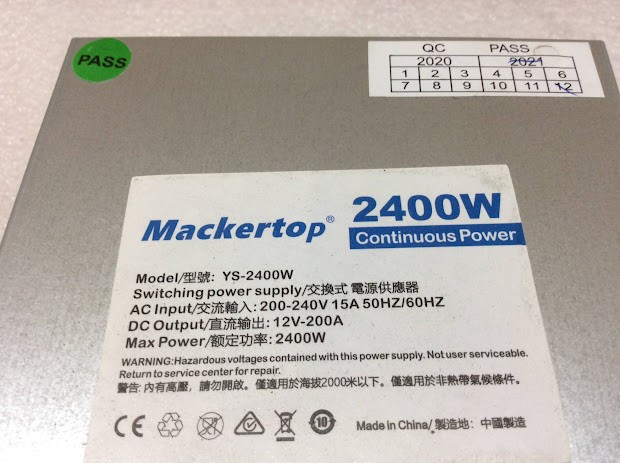 PASS
QC PASS
2020 2021
1 2 3 4 5 6
7 8 9 10 11 12
Mackertop®
2400W
Continuous Power
Model/型號: YS-2400W
Switching power supply/交換式 電源供應器
AC Input/交流輸入: 200-240V 15A 50HZ/60HZ
DC Output/直流输出: 12V-200A
Max Power/额定功率: 2400W
WARNING:Hazardous voltages contained with this power supply. Not user serviceable.
Return to service center for repair.
警告: 內有高壓，請勿開啟。僅適用於海拔2000米以下。僅適用於非熱帶氣候條件。
CE 10 Made in China/ 製造地: 中國製造